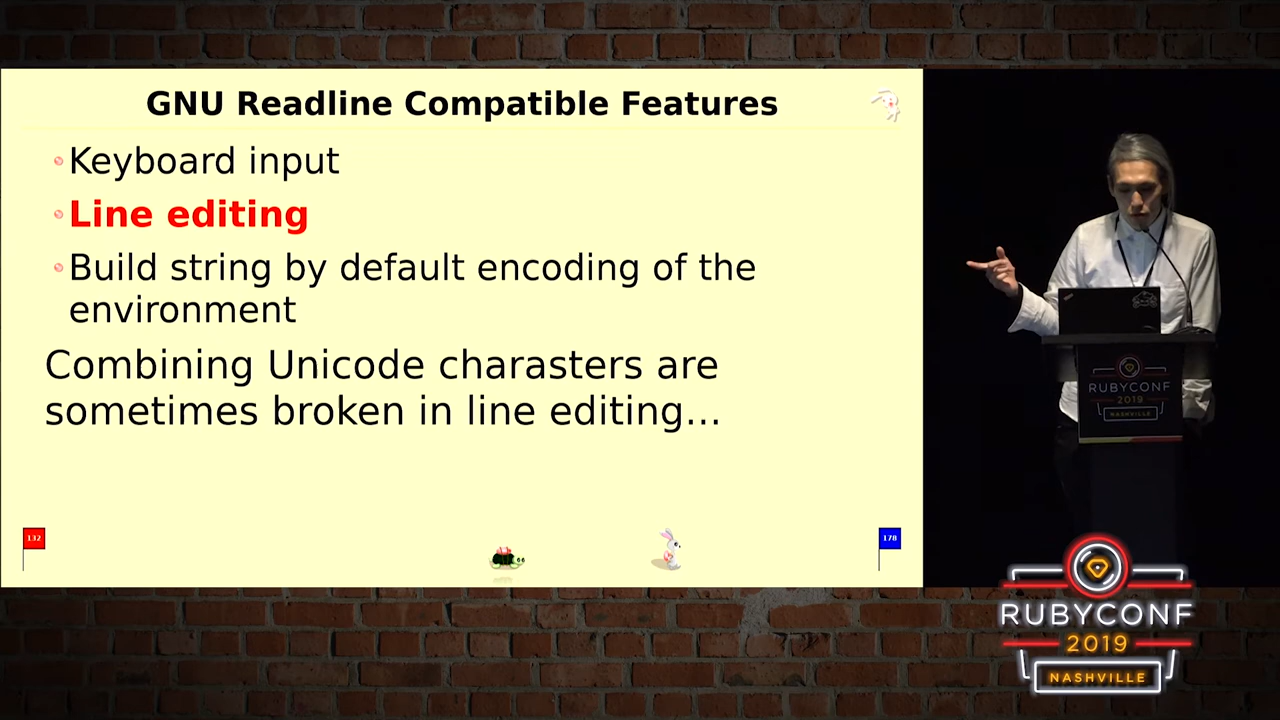 GNU Readline Compatible Features
Keyboard input
Line editing
Build string by default encoding of the
environment
Combining Unicode charasters are
sometimes broken in line editing...
132
178
RUBYCONF
2019
NASHVILLE
RUBYCONF
2019
NASHVILLE